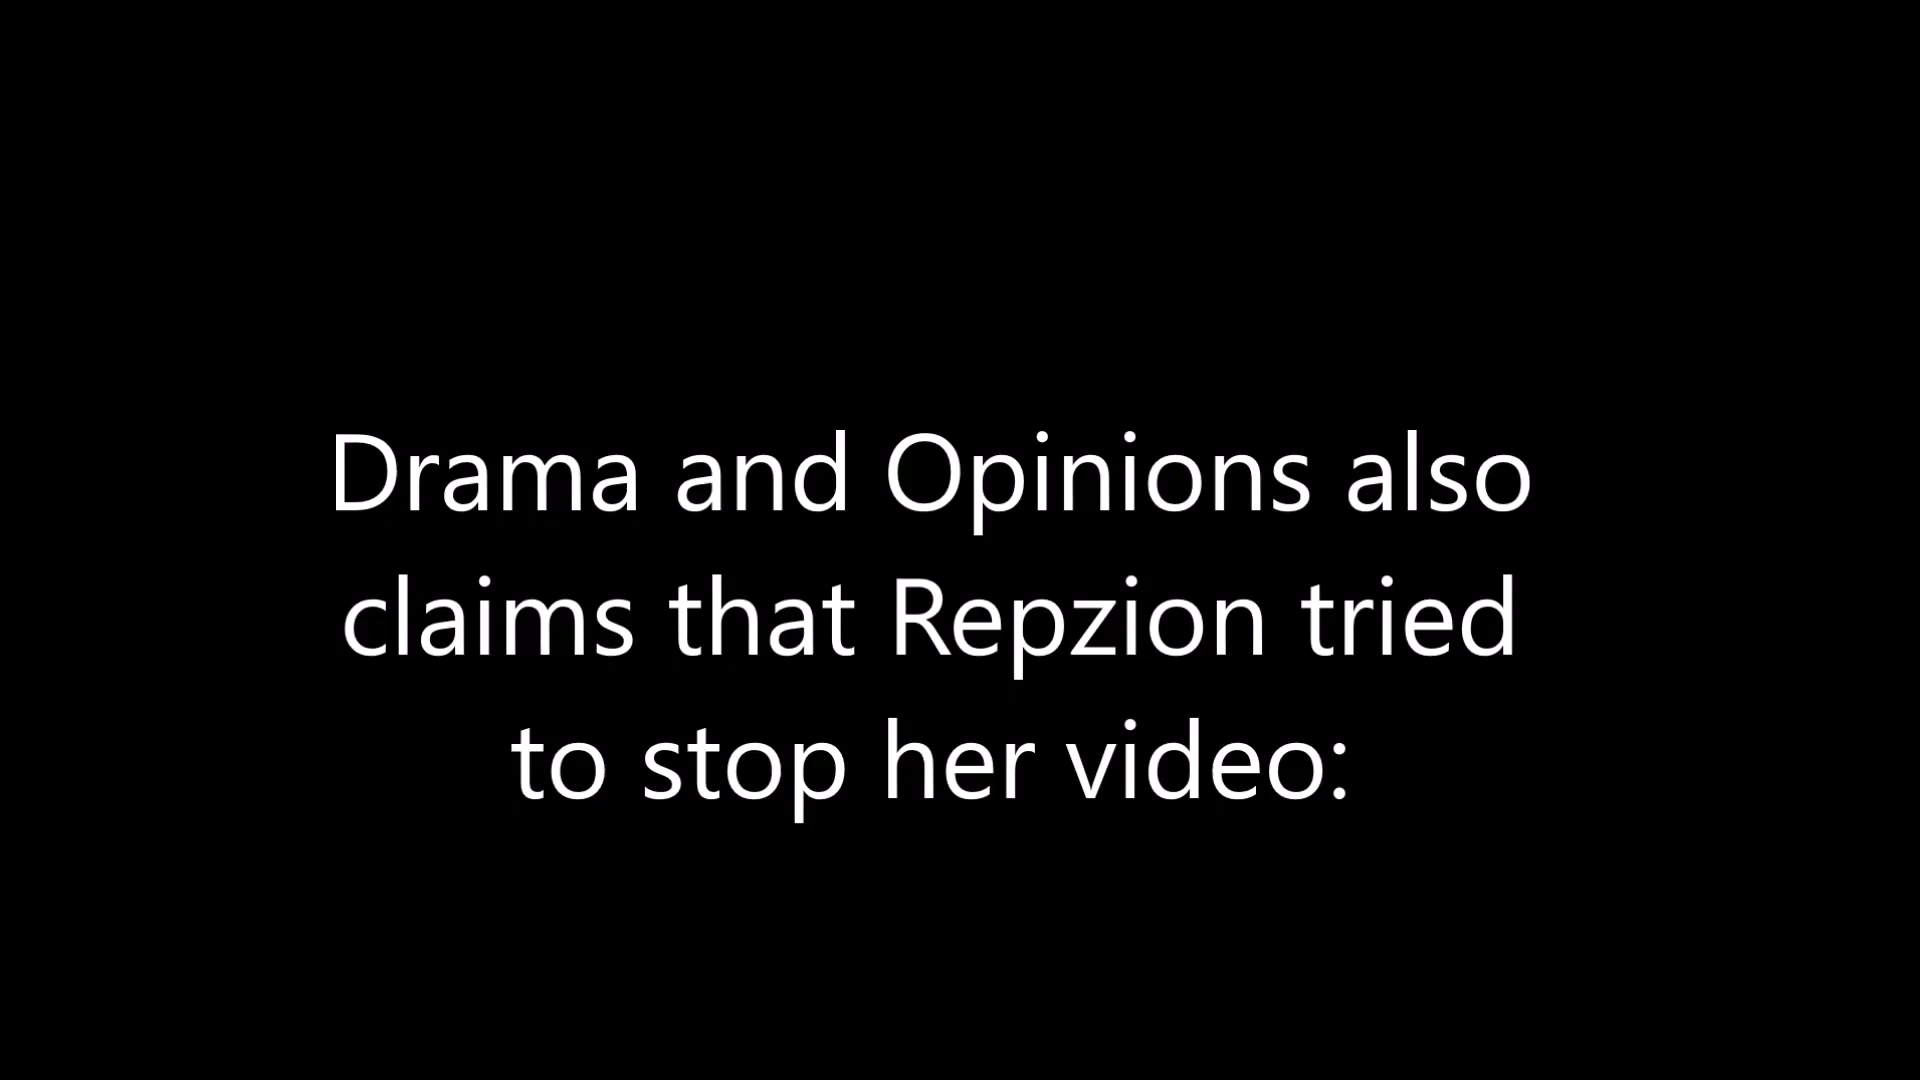 Drama and Opinions also
claims that Repzion tried
to stop her video: